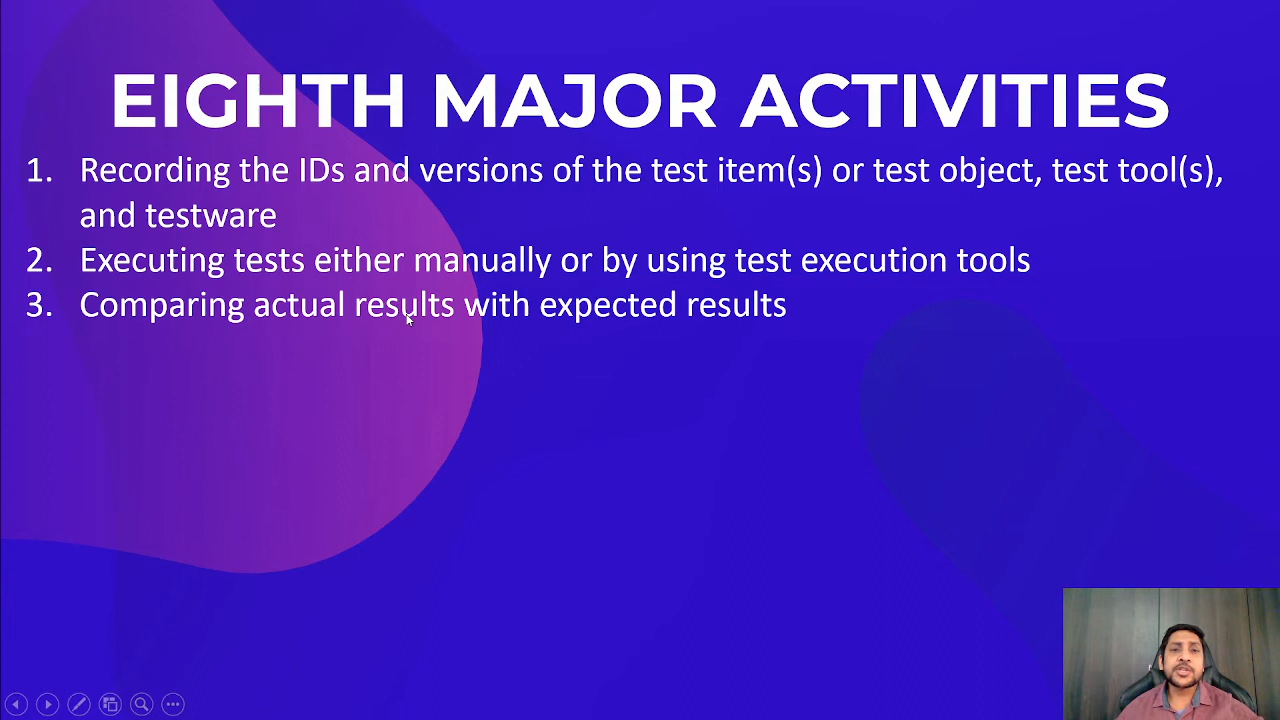 EIGHTH MAJOR ACTIVITIES
1. Recording the IDs and versions of the test item(s) or test object, test tool(s),
and testware
2. Executing tests either manually or by using test execution tools
3. Comparing actual results with expected results